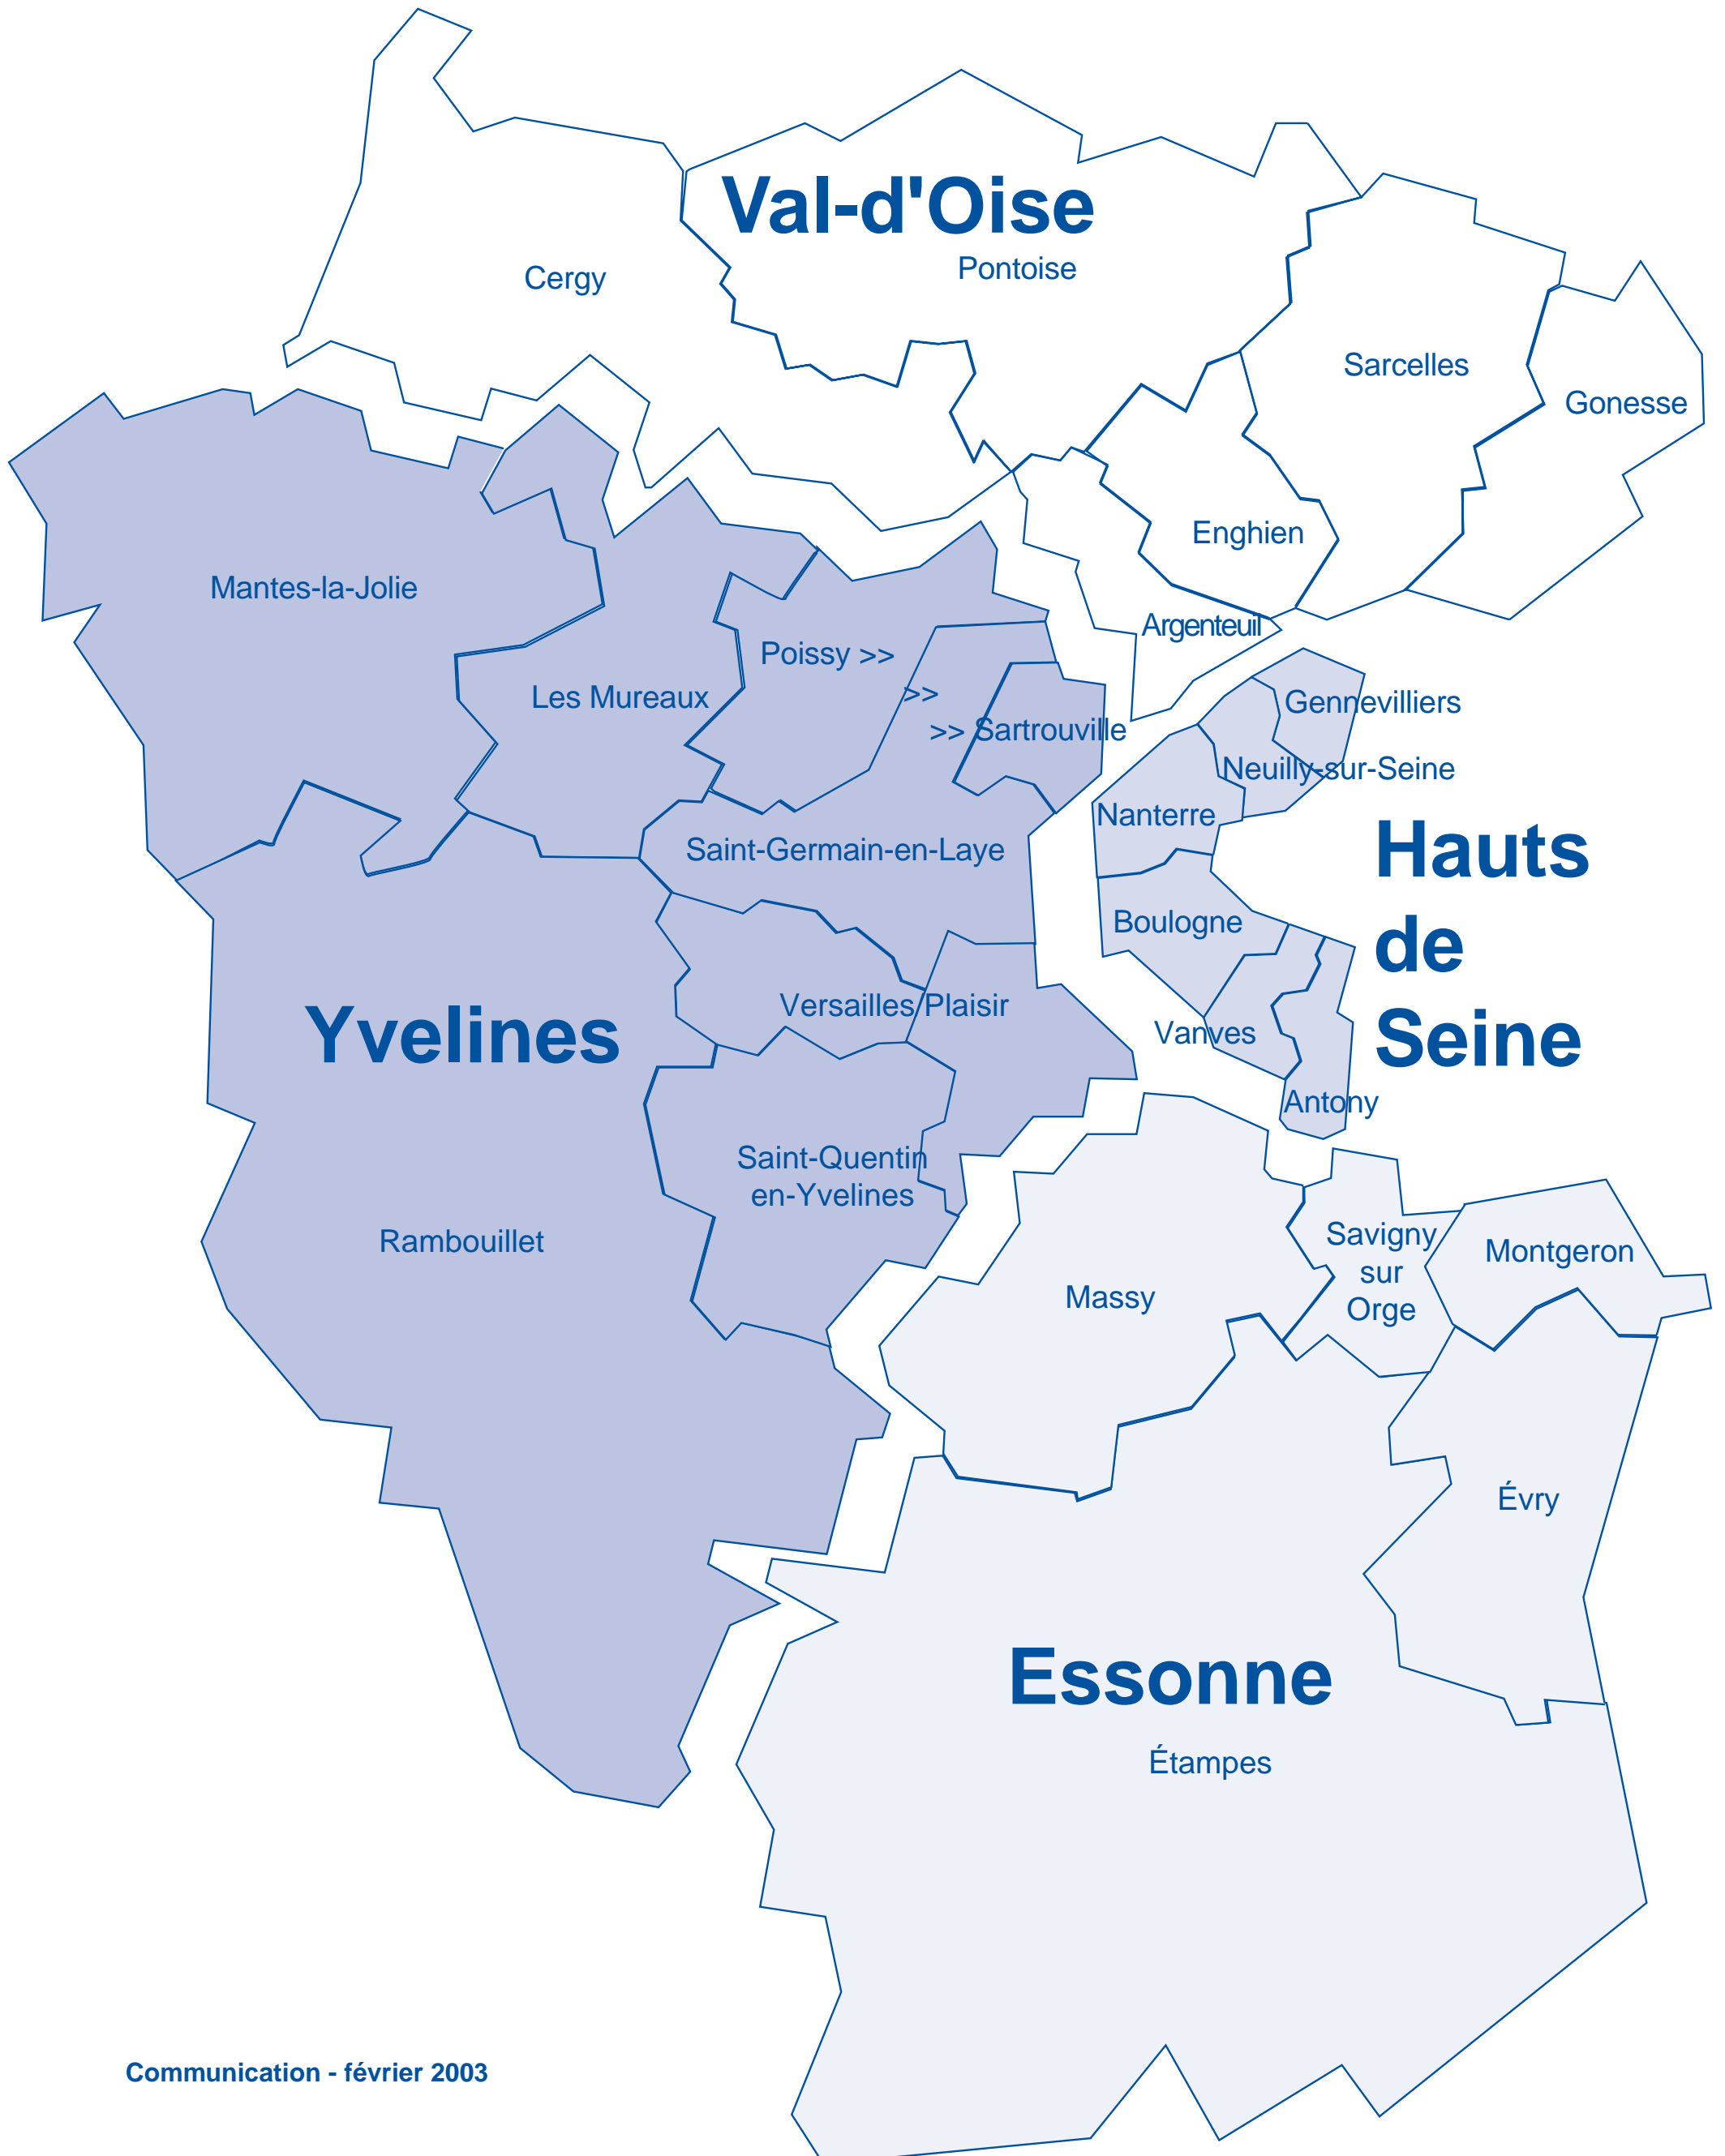 Val-d'Oise
Pontoise
Cergy
Sarcelles
Gonesse
Enghien
Mantes-la-Jolie
Argenteuil
Poissy >>
>>
Les Mureaux
>> Sartrouville
Gennevilliers
Neuilly-sur-Seine
Nanterre
Saint-Germain-en-Laye
Hauts
de
Seine
Boulogne
Versailles/Plaisir
Yvelines
Vanves
Antony
Saint-Quentin
en-Yvelines
Rambouillet
Savigny
sur
Orge
Montgeron
Massy
Évry
Essonne
Étampes
Communication - février 2003